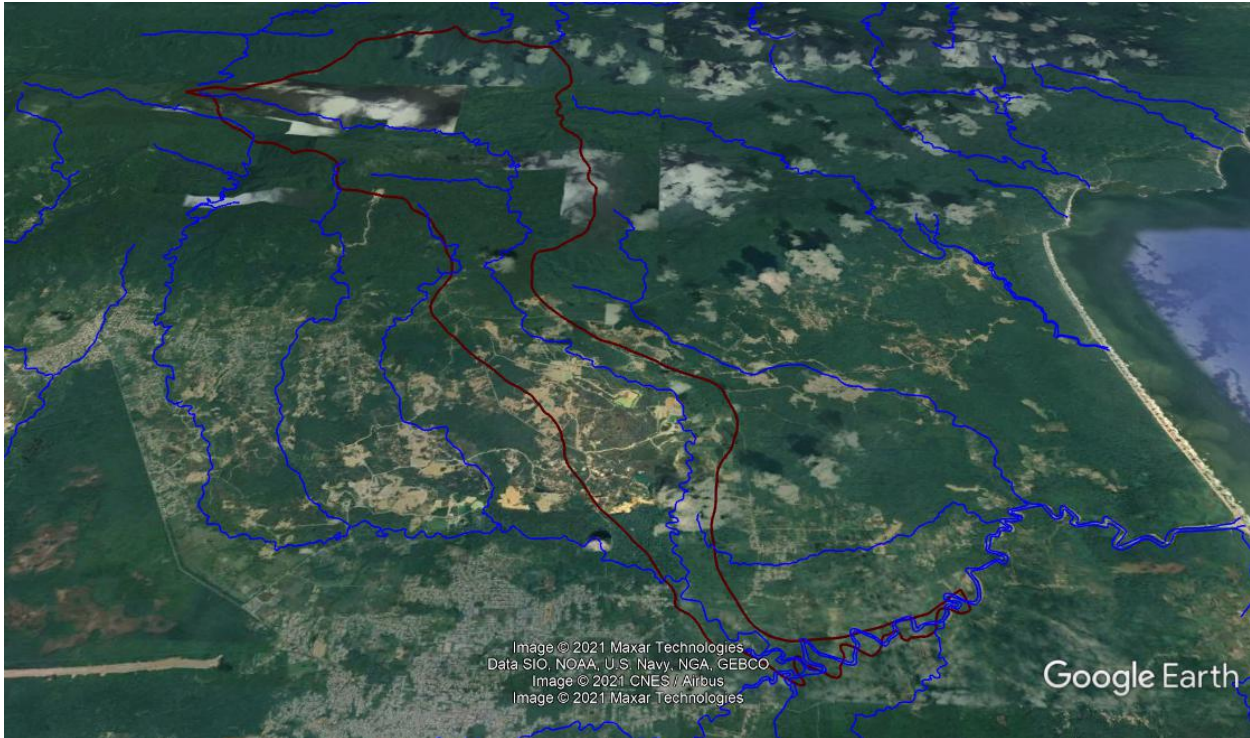 Image © 2021 Maxar Technologies
Data SIO, NOAA, U.S. Navy, NGA, GEBCO
Image © 2021 CNES / Airbus
Image © 2021 Maxar Technologies
Google Earth